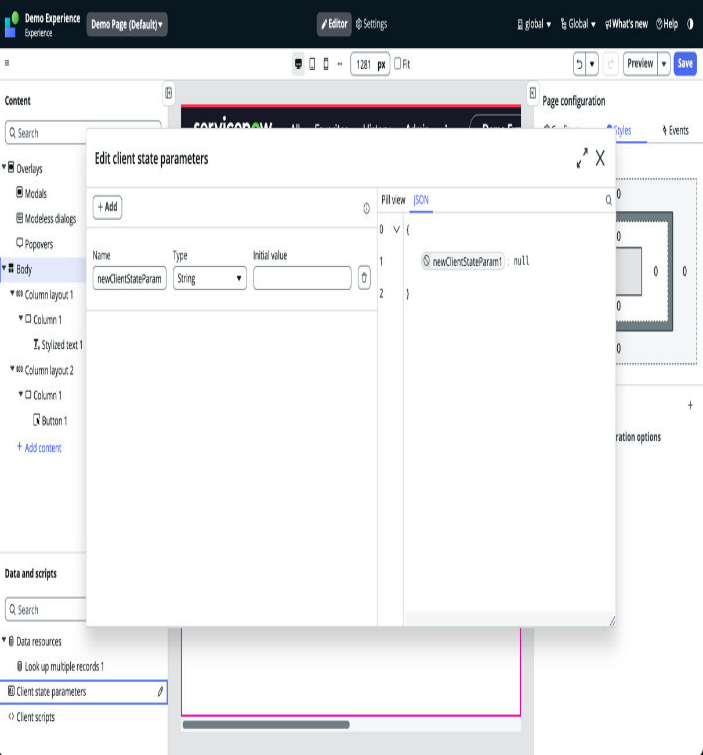 Demo Experience
Experience
Demo Page (Default) ▾
Editor
Settings
global ▾
Global ▾
What's new
Help
1281 px
Fit
Preview
Save
Content
Search
Overlays
Modals
Modeless dialogs
Popovers
Body
Column layout 1
Column 1
Stylized text 1
Column layout 2
Column 1
Button 1
+ Add content
Data and scripts
Search
Data resources
Look up multiple records 1
Client state parameters
Client scripts
servicenow
Edit client state parameters
+ Add
Name
Type
Initial value
newClientStateParam
String
Pill view
JSON
0
{
1
newClientStateParam1 : null
2
}
Page configuration
Styles
Events
0
0
0
0
0
0
+
ration options